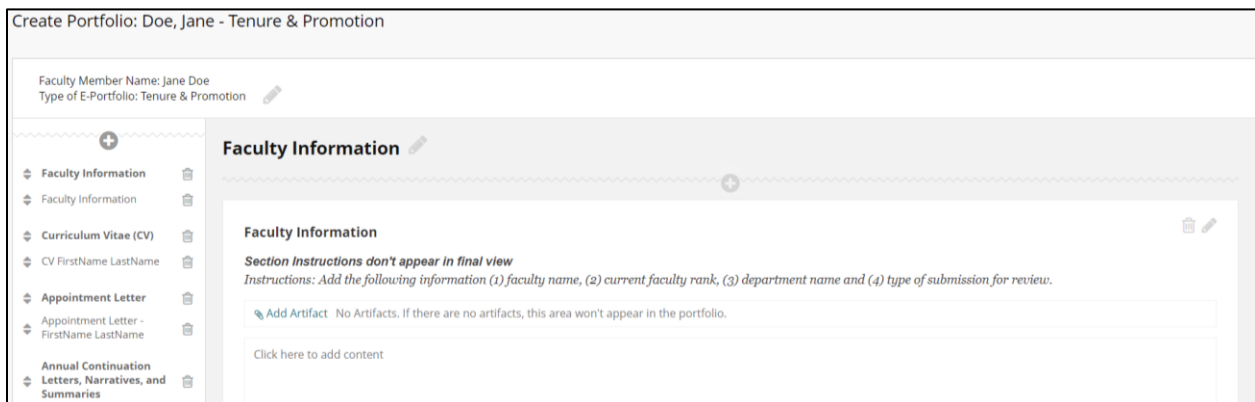 Create Portfolio: Doe, Jane - Tenure & Promotion
Faculty Member Name: Jane Doe
Type of E-Portfolio: Tenure & Promotion
Faculty Information
Faculty Information
Curriculum Vitae (CV)
CV FirstName LastName
Appointment Letter
Appointment Letter -
FirstName LastName
Annual Continuation
Letters, Narratives, and
Summaries
Faculty Information
Faculty Information
Section Instructions don't appear in final view
Instructions: Add the following information (1) faculty name, (2) current faculty rank, (3) department name and (4) type of submission for review.
Add Artifact No Artifacts. If there are no artifacts, this area won't appear in the portfolio.
Click here to add content